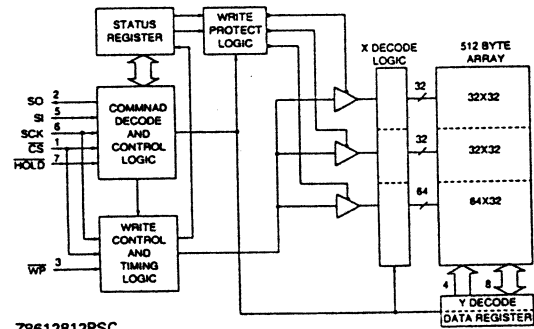 STATUS
REGISTER
WRITE
PROTECT
LOGIC
X DECODE
LOGIC
512 BYTE
ARRAY
SO 2
SI 5
SCK 6
CS 1
HOLD 7
COMMNAD
DECODE
AND
CONTROL
LOGIC
32
32X32
32
32X32
64
64X32
WRITE
CONTROL
AND
TIMING
LOGIC
WP 3
4
8
Y DECODE
DATA REGISTER
Z8612812PSC